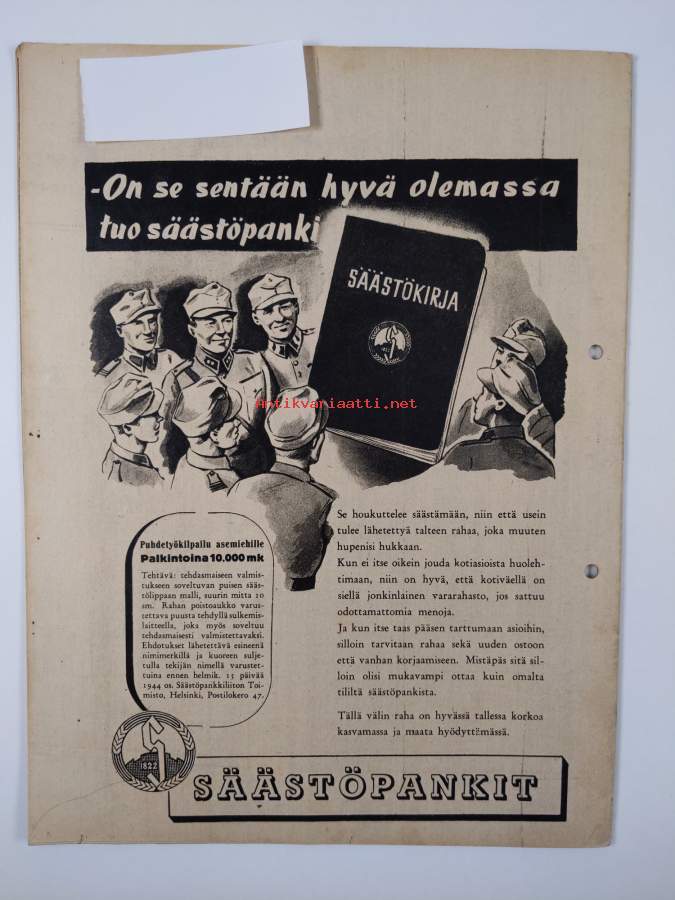 -On se sentään hyvä olemassa
tuo säästöpanki
SÄÄSTÖKIRJA
Antikvariaatti.net
Puhdetyökilpailu asemiehille
Palkintoina 10.000 mk
Tehtävä: tehdasmaiseen valmis-
tukseen soveltuvan puisen sääs-
tölippaan malli, suurin mitta 20
sm. Rahan poistoaukko varus-
tettava puusta tehdyllä sulkemis-
laitteella, joka myös soveltuu
tehdasmaisesti valmistettavaksi.
Ehdotukset lähetettävä esineenä
nimimerkillä ja kuoreen sulje-
tulla tekijän nimellä varustet-
tuina ennen helmik. 15 päivää
1944 os. Säästöpankkiliiton Toi-
misto, Helsinki, Postilokero 47.
Se houkuttelee säästämään, niin että usein
tulee lähetettyä talteen rahaa, joka muuten
hupenisi hukkaan.
Kun ei itse oikein jouda kotiasioista huoleh-
timaan, niin on hyvä, että kotiväellä on
siellä jonkinlainen vararahasto, jos sattuu
odottamattomia menoja.
Ja kun itse taas pääsen tarttumaan asioihin,
silloin tarvitaan rahaa sekä uuden ostoon
että vanhan korjaamiseen. Mistäpäs sitä sil-
loin olisi mukavampi ottaa kuin omalta
tililtä säästöpankista.
Tällä välin raha on hyvässä tallessa korkoa
kasvamassa ja maata hyödyttämässä.
1822
SÄÄSTÖPANKIT